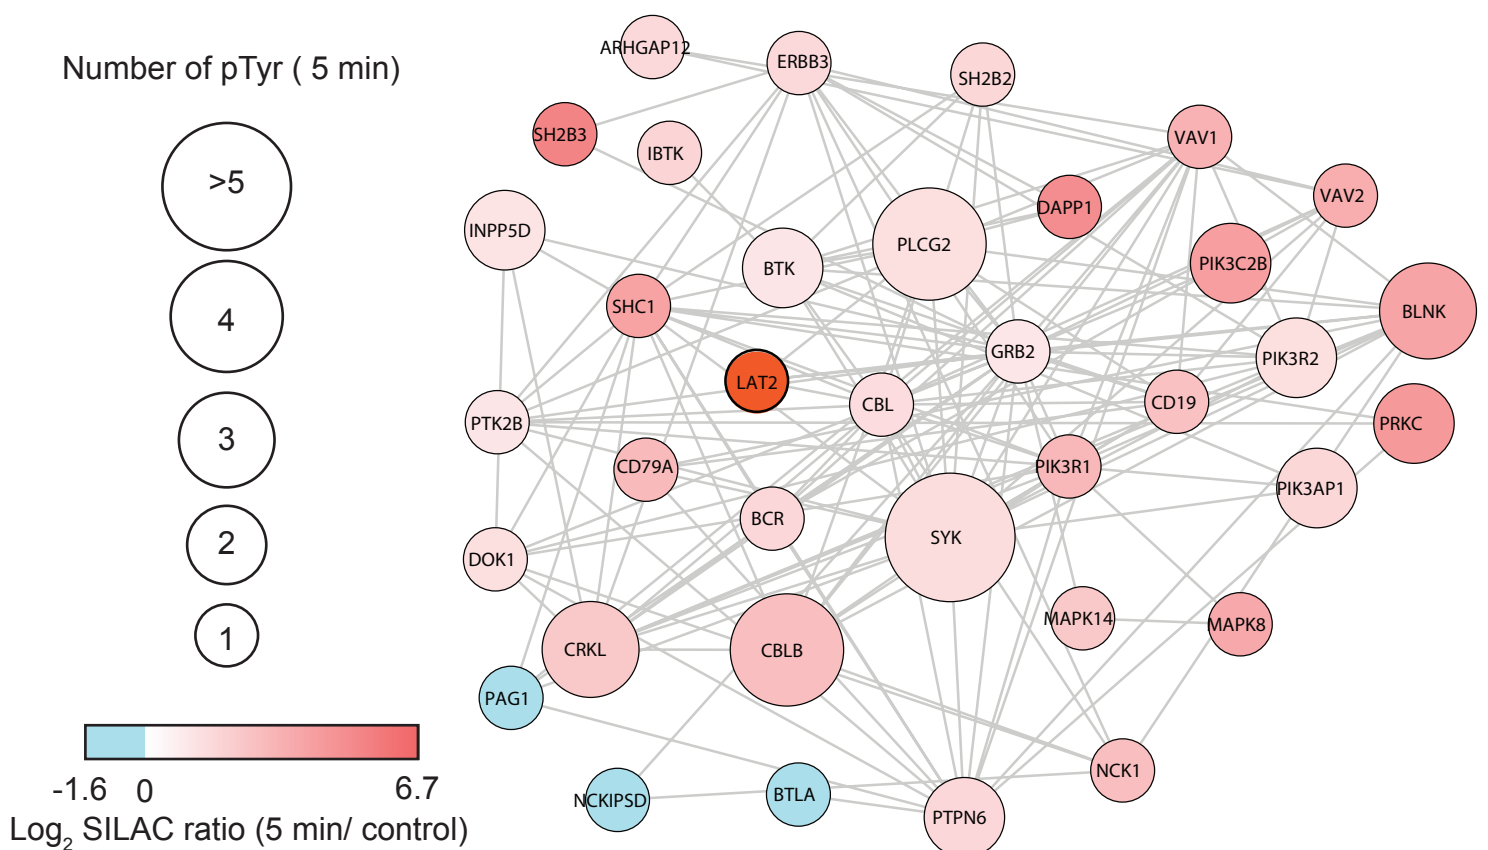 Number of pTyr ( 5 min)
>5
4
3
2
1
-1.6 0 6.7
Log2 SILAC ratio (5 min/ control)
ARHGAP12
ERBB3
SH2B2
SH2B3
IBTK
VAV1
VAV2
DAPP1
INPP5D
PLCG2
BTK
PIK3C2B
SHC1
BLNK
GRB2
PIK3R2
LAT2
CBL
CD19
PTK2B
PRKC
CD79A
PIK3R1
PIK3AP1
BCR
SYK
DOK1
MAPK14
MAPK8
CRKL
CBLB
PAG1
NCK1
NCKIPSD
BTLA
PTPN6